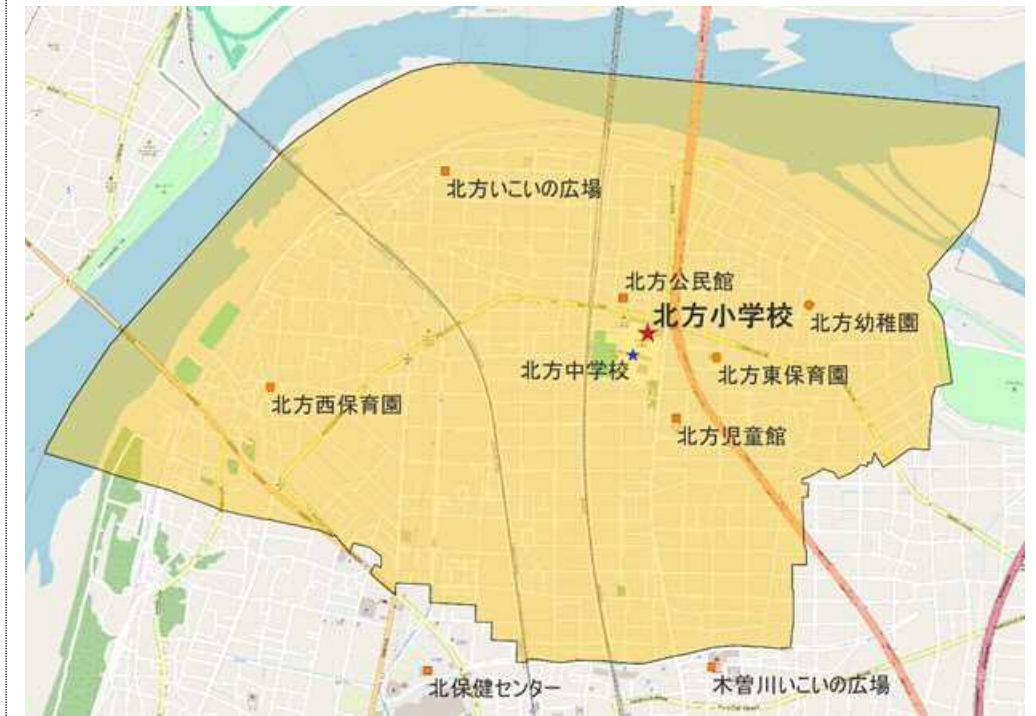 北方いこいの広場
北方公民館
北方小学校
北方幼稚園
北方中学校
北方東保育園
北方西保育園
北方児童館
北保健センター
木曽川いこいの広場